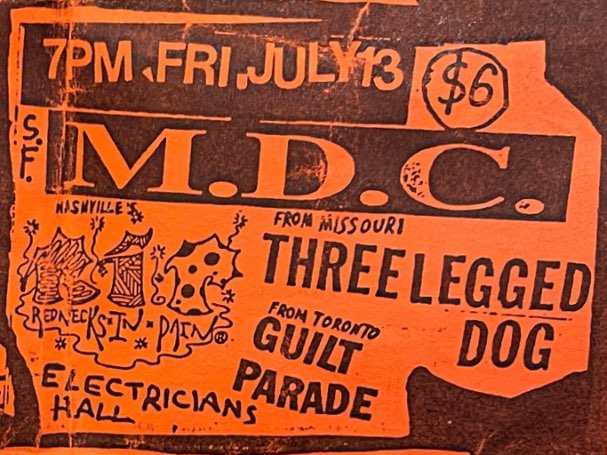 7PM FRI. JULY 13
$6
S.F.
M.D.C.
NASHVILLE'S
FROM MISSOURI
THREE LEGGED
DOG
REDNECKS-IN-PAIN®
FROM TORONTO
GUILT
PARADE
ELECTRICIANS
HALL